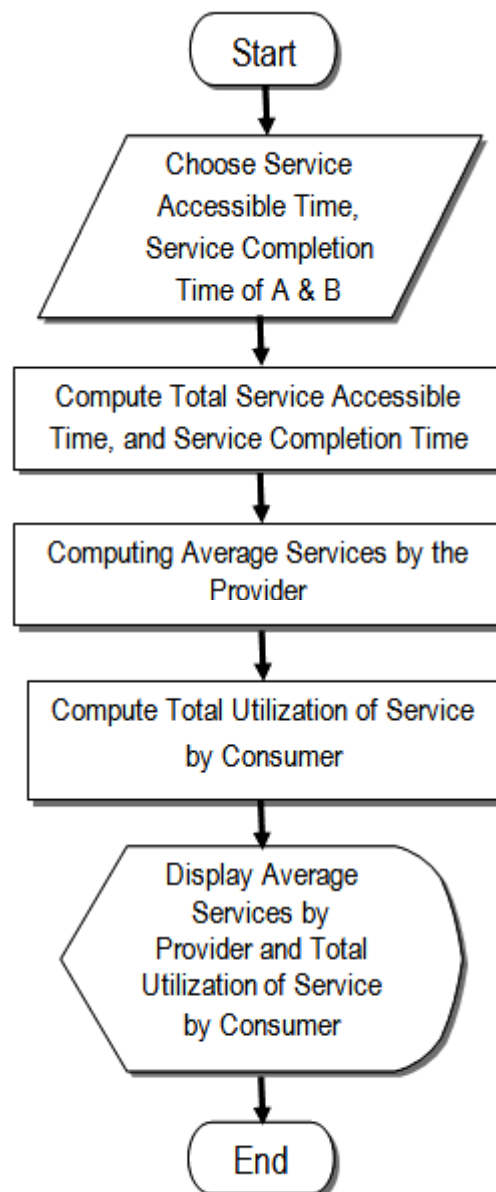 Start
Choose Service
Accessible Time,
Service Completion
Time of A & B
Compute Total Service Accessible
Time, and Service Completion Time
Computing Average Services by the
Provider
Compute Total Utilization of Service
by Consumer
Display Average
Services by
Provider and Total
Utilization of Service
by Consumer
End